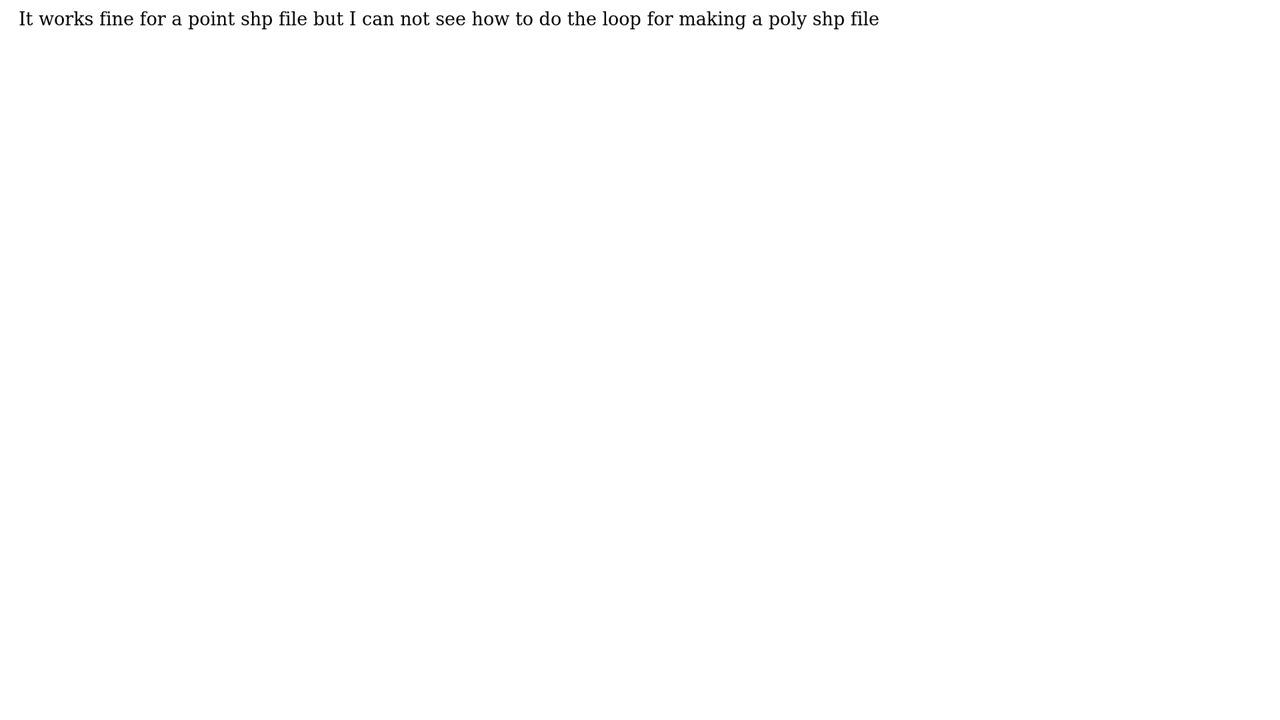 It works fine for a point shp file but I can not see how to do the loop for making a poly shp file